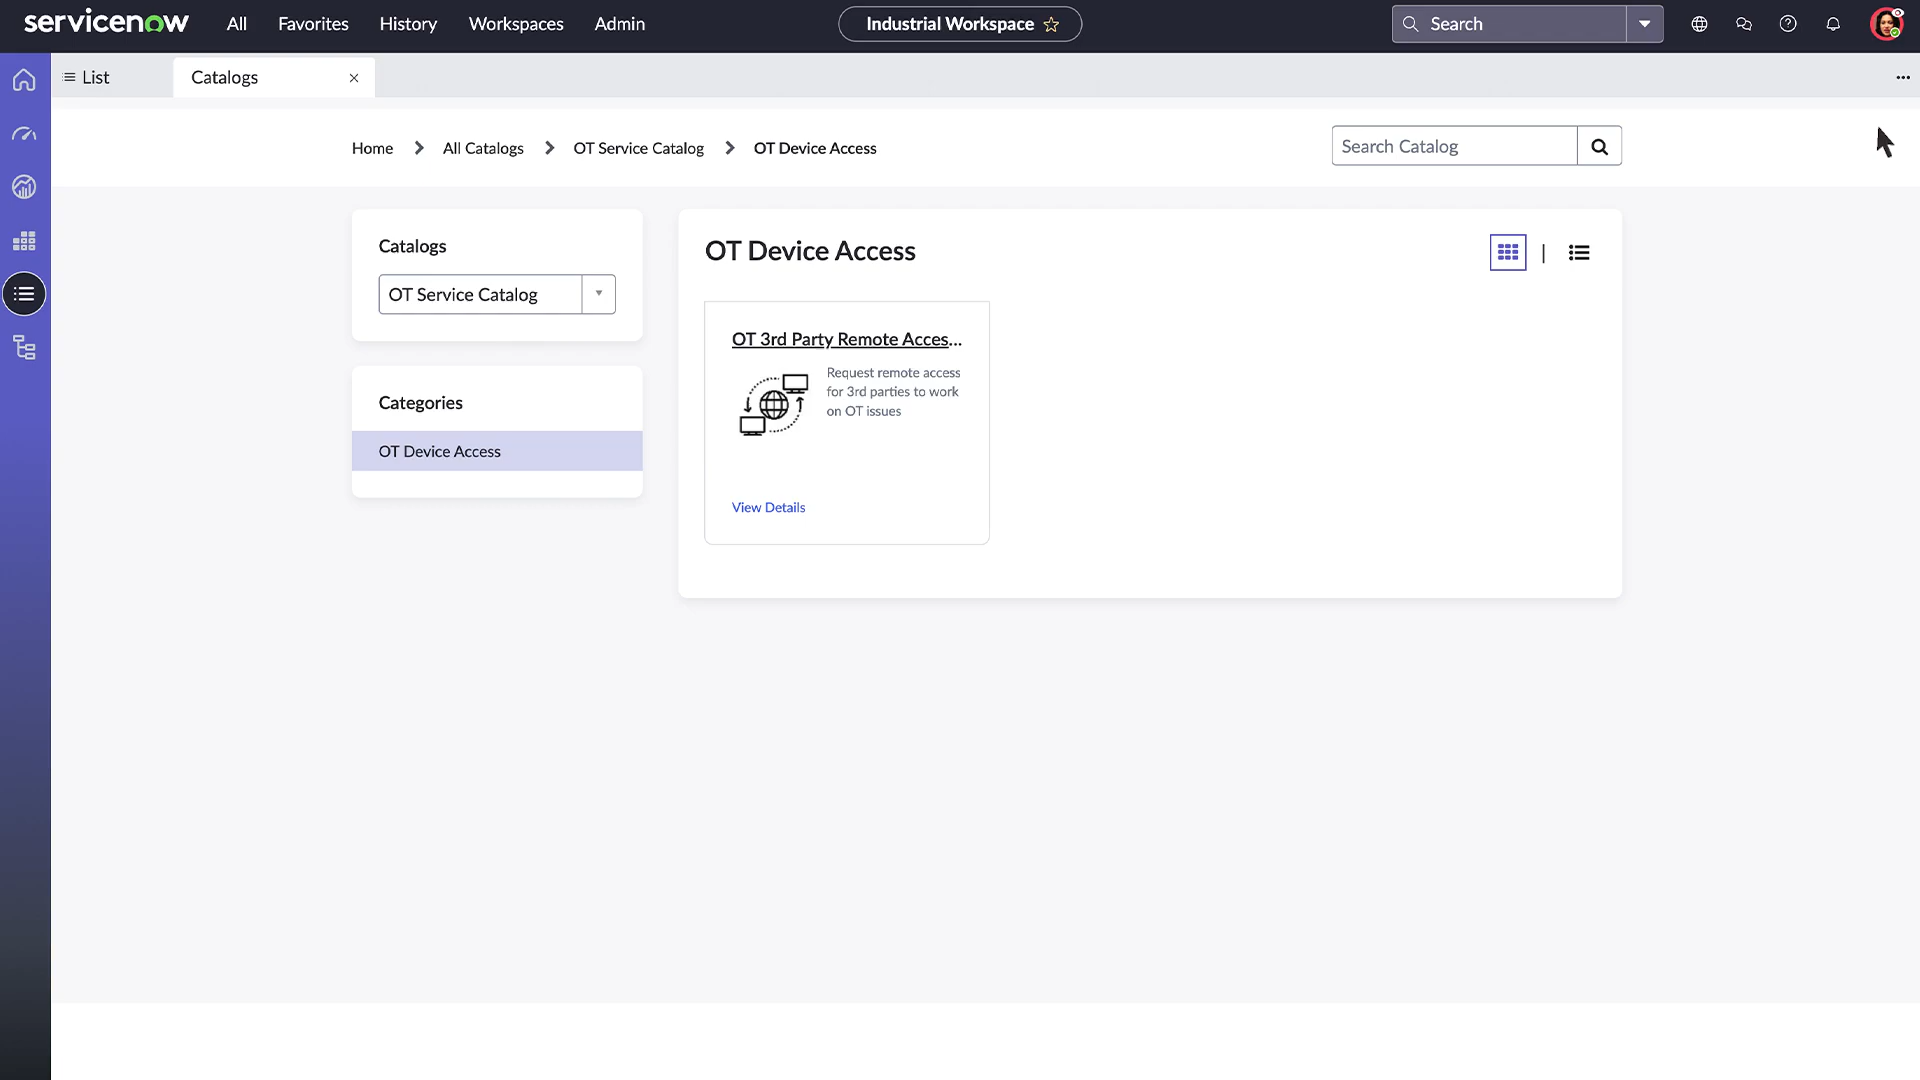 servicenow
All
Favorites
History
Workspaces
Admin
Industrial Workspace
Search
List
Catalogs
Home
All Catalogs
OT Service Catalog
OT Device Access
Search Catalog
Catalogs
OT Service Catalog
Categories
OT Device Access
OT Device Access
OT 3rd Party Remote Acces...
Request remote access
for 3rd parties to work
on OT issues
View Details